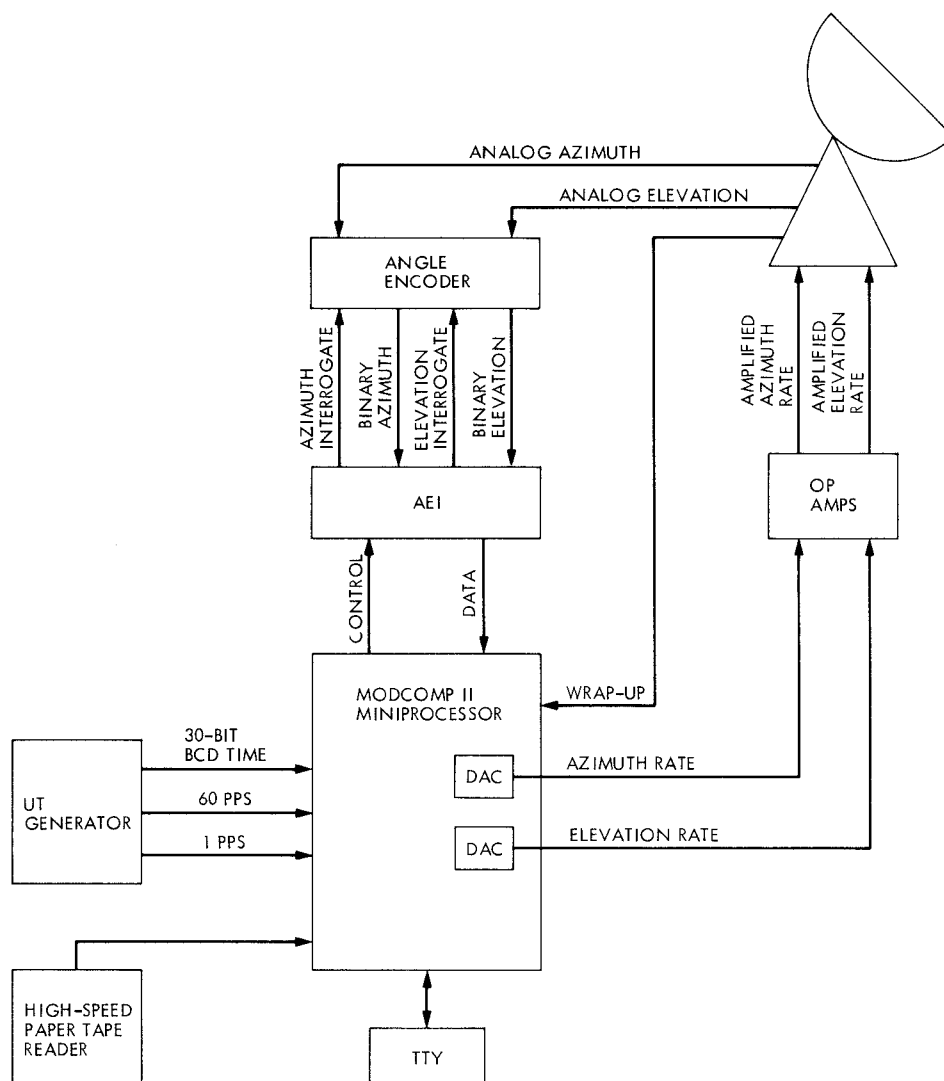 ANALOG AZIMUTH
ANALOG ELEVATION
ANGLE
ENCODER
AZIMUTH
INTERROGATE
BINARY
AZIMUTH
ELEVATION
INTERROGATE
BINARY
ELEVATION
AMPLIFIED
AZIMUTH
RATE
AMPLIFIED
ELEVATION
RATE
AEI
OP
AMPS
CONTROL
DATA
MODCOMP II
MINIPROCESSOR
WRAP-UP
30-BIT
BCD TIME
UT
GENERATOR
60 PPS
1 PPS
DAC
AZIMUTH RATE
DAC
ELEVATION RATE
HIGH-SPEED
PAPER TAPE
READER
TTY